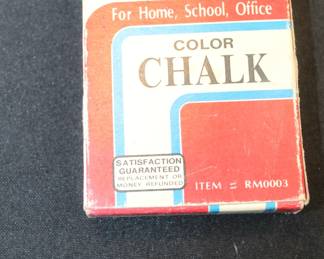 For Home, School, Office
COLOR
CHALK
SATISFACTION
GUARANTEED
REPLACEMENT OR
MONEY REFUNDED
ITEM = RM0003